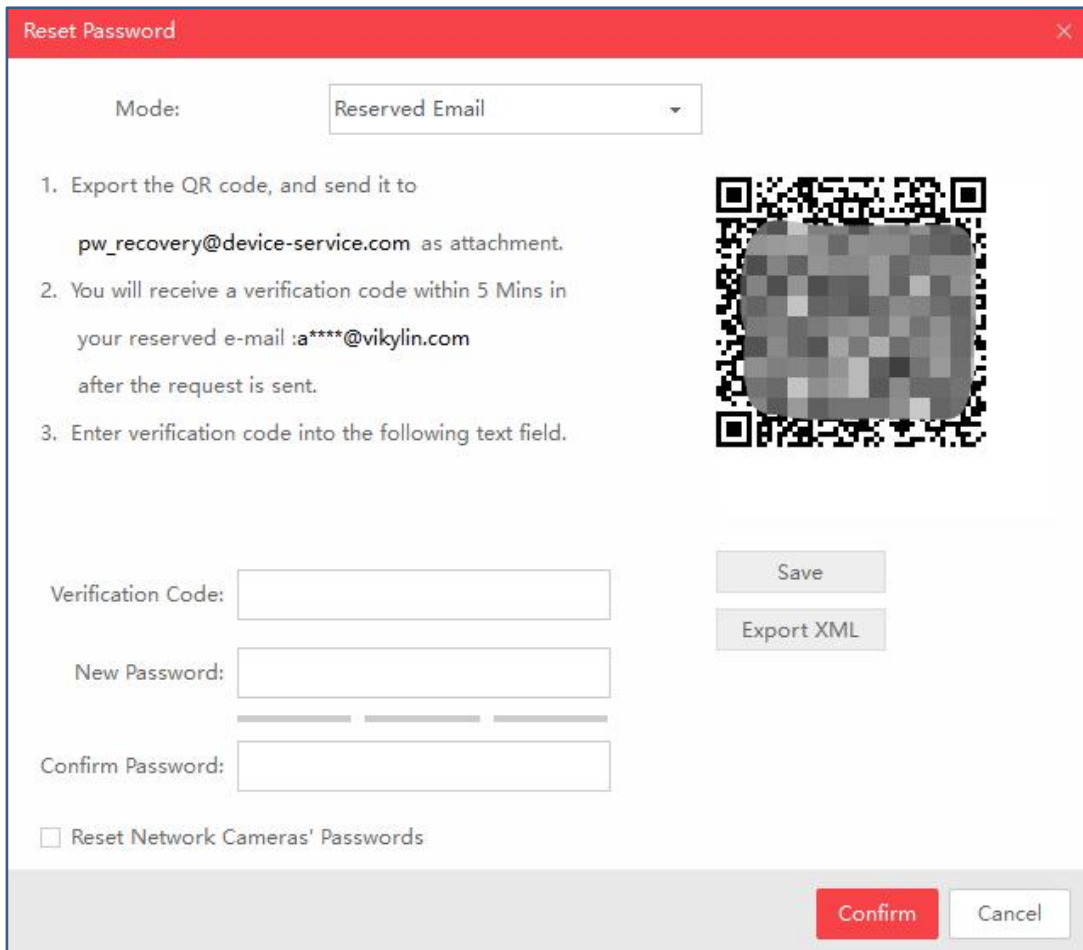 Reset Password
Mode:
Reserved Email
1. Export the QR code, and send it to
pw_recovery@device-service.com as attachment.
2. You will receive a verification code within 5 Mins in
your reserved e-mail :a****@vikylin.com
after the request is sent.
3. Enter verification code into the following text field.
Save
Export XML
Verification Code:
New Password:
Confirm Password:
Reset Network Cameras' Passwords
Confirm
Cancel